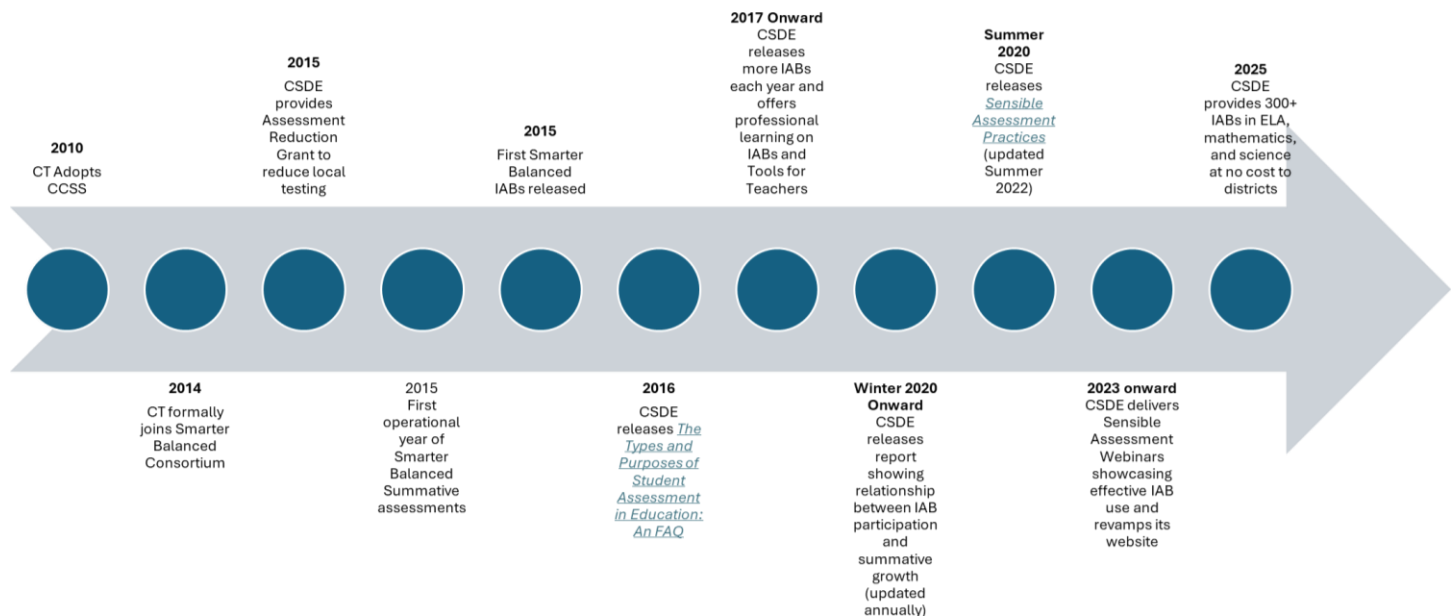 2010
CT Adopts
CCSS
2014
CT formally
joins Smarter
Balanced
Consortium
2015
CSDE
provides
Assessment
Reduction
Grant to
reduce local
testing
2015
First
operational
year of
Smarter
Balanced
Summative
assessments
2015
First Smarter
Balanced
IABs released
2016
CSDE
releases The
Types and
Purposes of
Student
Assessment
in Education:
An FAQ
2017 Onward
CSDE
releases
more IABs
each year and
offers
professional
learning on
IABs and
Tools for
Teachers
Winter 2020
Onward
CSDE
releases
report
showing
relationship
between IAB
participation
and
summative
growth
(updated
annually)
Summer
2020
CSDE
releases
Sensible
Assessment
Practices
(updated
Summer
2022)
2023 onward
CSDE delivers
Sensible
Assessment
Webinars
showcasing
effective IAB
use and
revamps its
website
2025
CSDE
provides 300+
IABs in ELA,
mathematics,
and science
at no cost to
districts